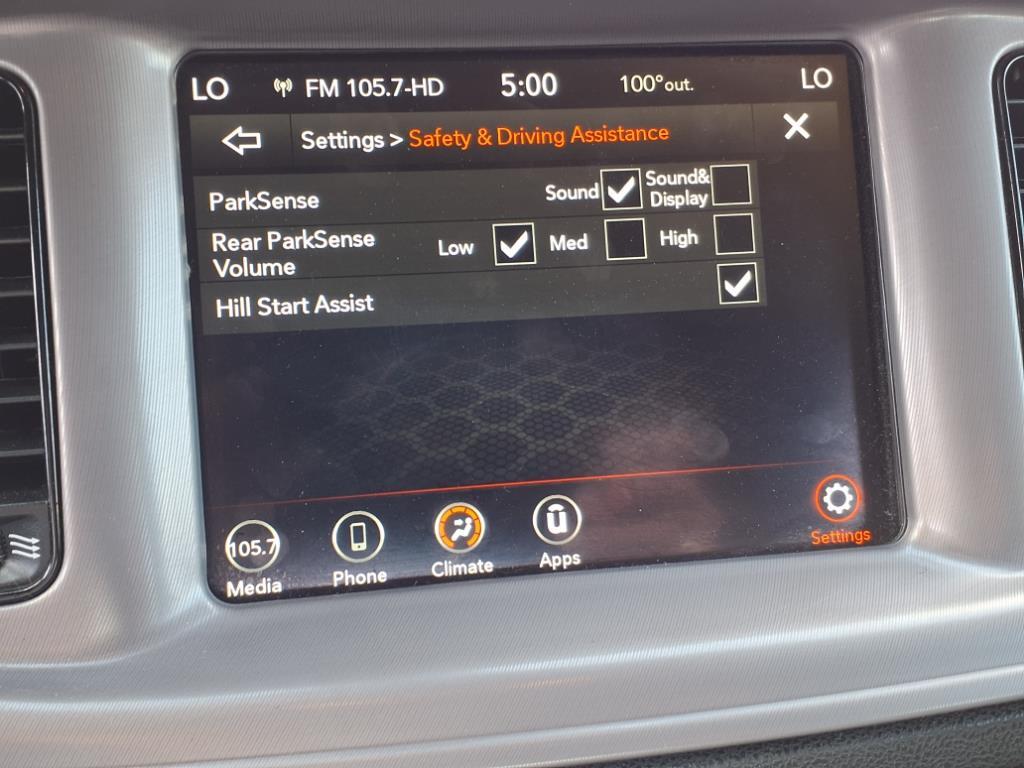 LO FM 105.7-HD 5:00 100°out. LO
Settings > Safety & Driving Assistance
ParkSense Sound Sound&
Display
Rear ParkSense
Volume Low Med High
Hill Start Assist
105.7
Media Phone Climate Apps Settings